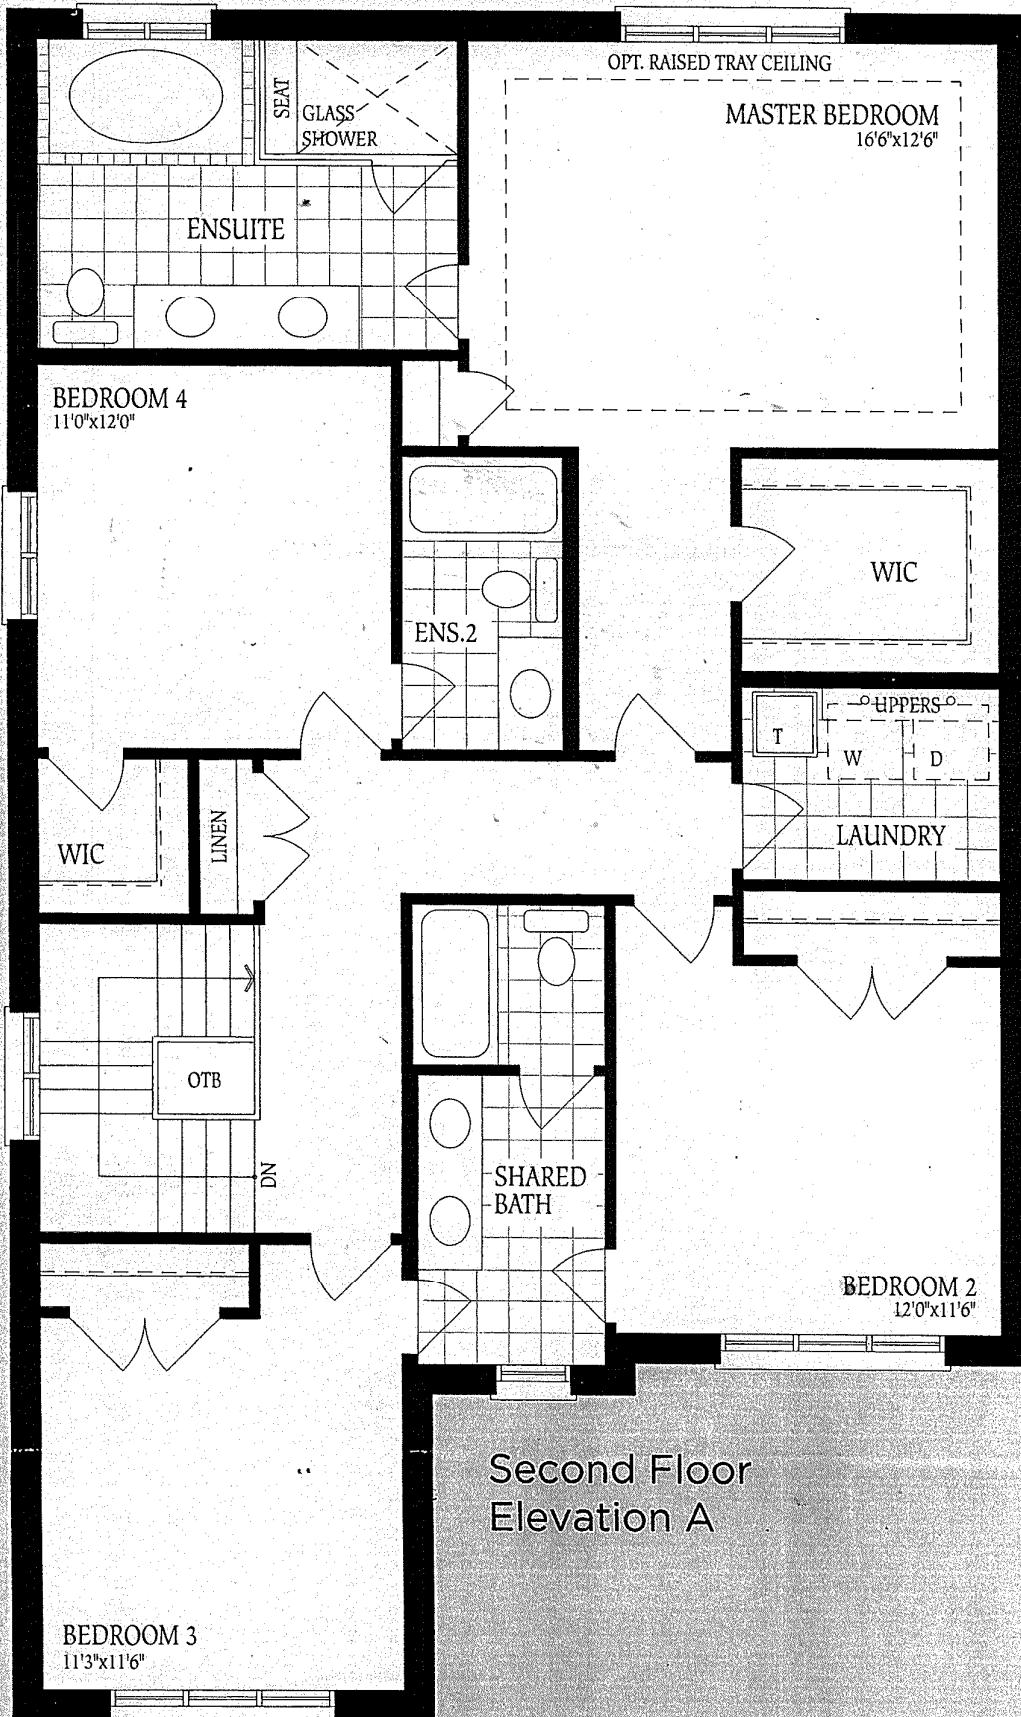 OPT. RAISED TRAY CEILING
MASTER BEDROOM
16'6"x12'6"
SEAT
GLASS
SHOWER
ENSUITE
BEDROOM 4
11'0"x12'0"
WIC
ENS.2
UPPERS
T
W
D
LAUNDRY
WIC
LINEN
OTB
DN
SHARED
BATH
BEDROOM 2
12'0"x11'6"
Second Floor
Elevation A
BEDROOM 3
11'3"x11'6"